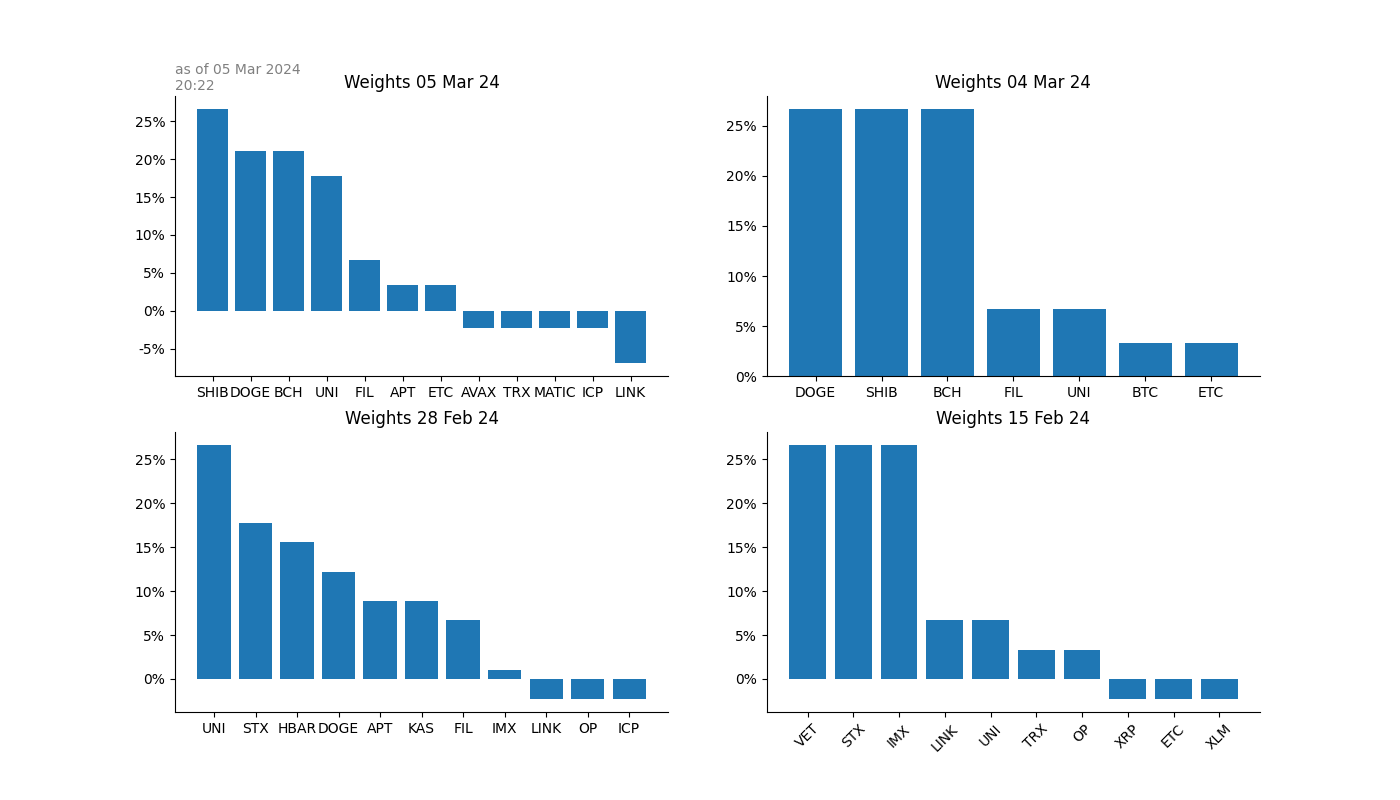 as of 05 Mar 2024
20:22
Weights 05 Mar 24
25%
20%
15%
10%
5%
0%
-5%
SHIB DOGE BCH UNI FIL APT ETC AVAX TRX MATIC ICP LINK
Weights 04 Mar 24
25%
20%
15%
10%
5%
0%
DOGE SHIB BCH FIL UNI BTC ETC
Weights 28 Feb 24
25%
20%
15%
10%
5%
0%
UNI STX HBAR DOGE APT KAS FIL IMX LINK OP ICP
Weights 15 Feb 24
25%
20%
15%
10%
5%
0%
VET STX IMX LINK UNI TRX OP XRP ETC XLM